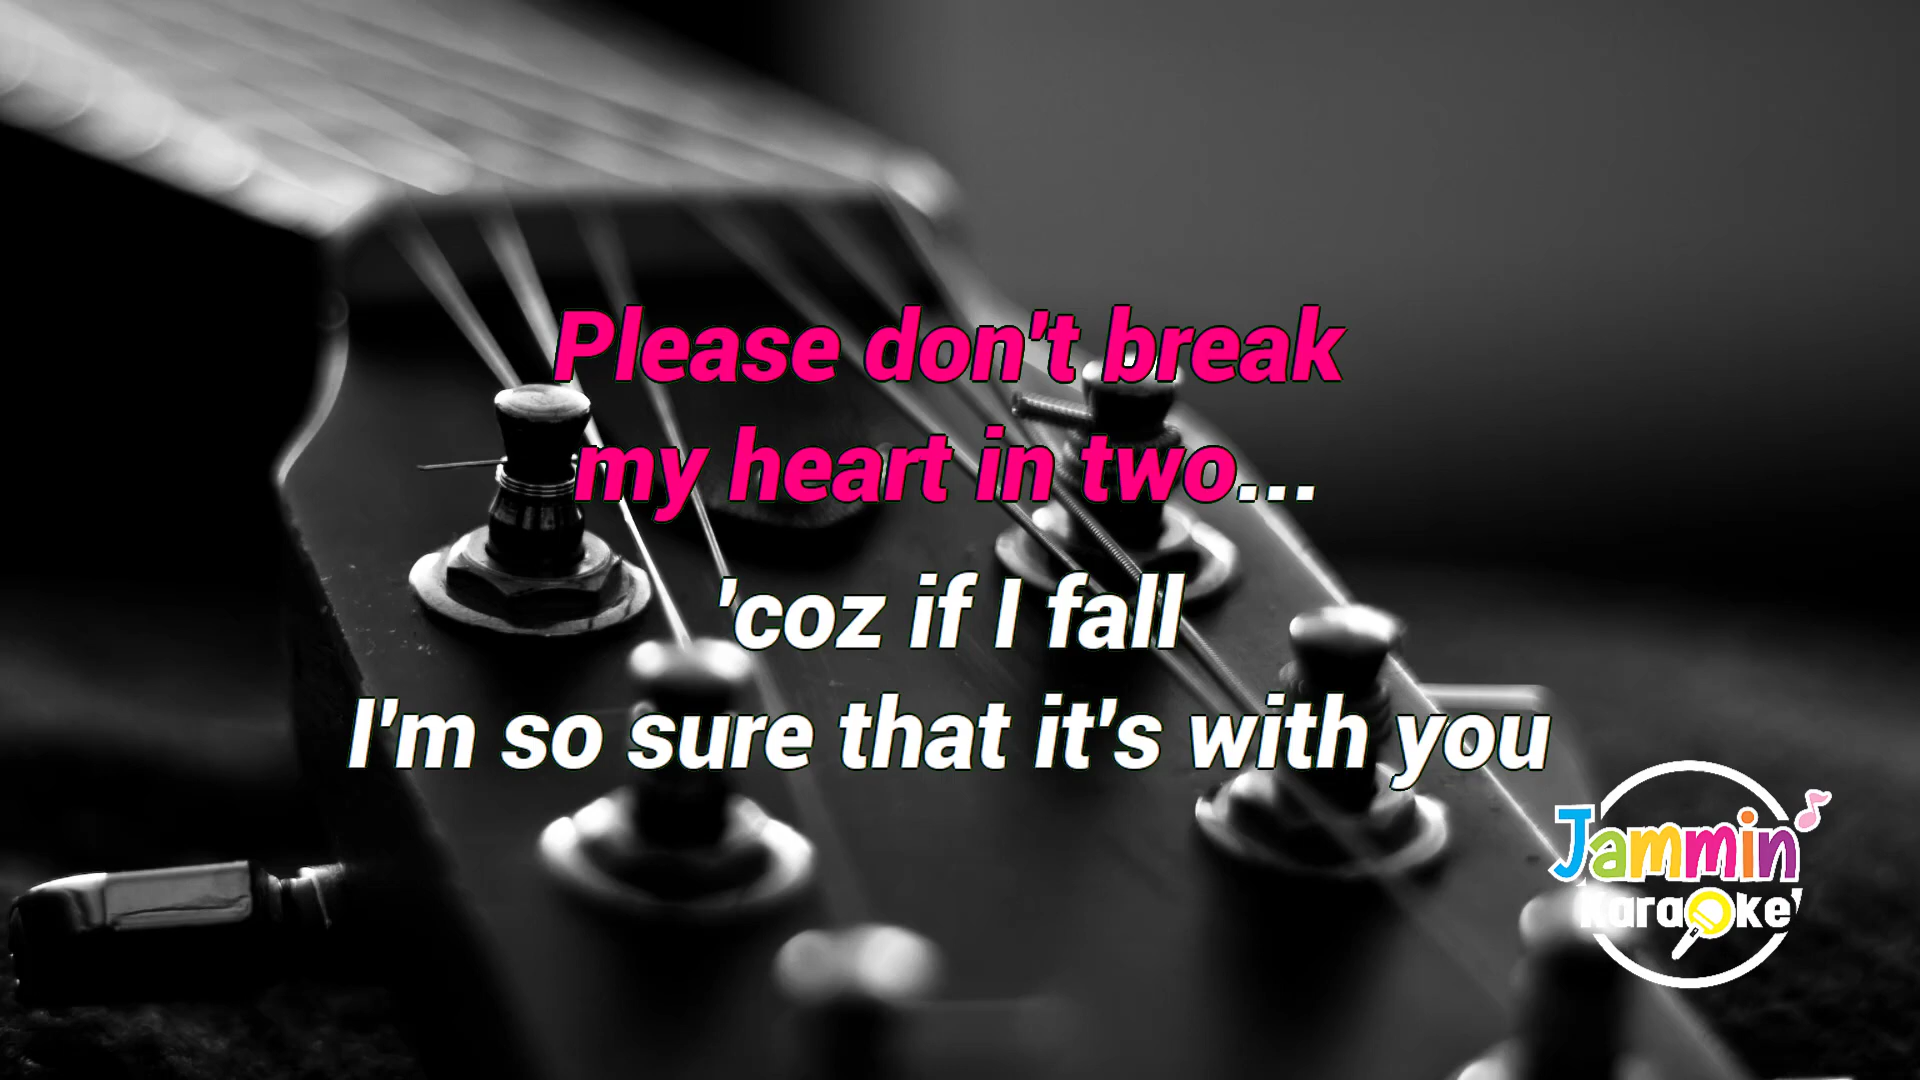 Please don't break
my heart in two...
'coz if I fall
I'm so sure that it's with you
Jammin'
Karaoke